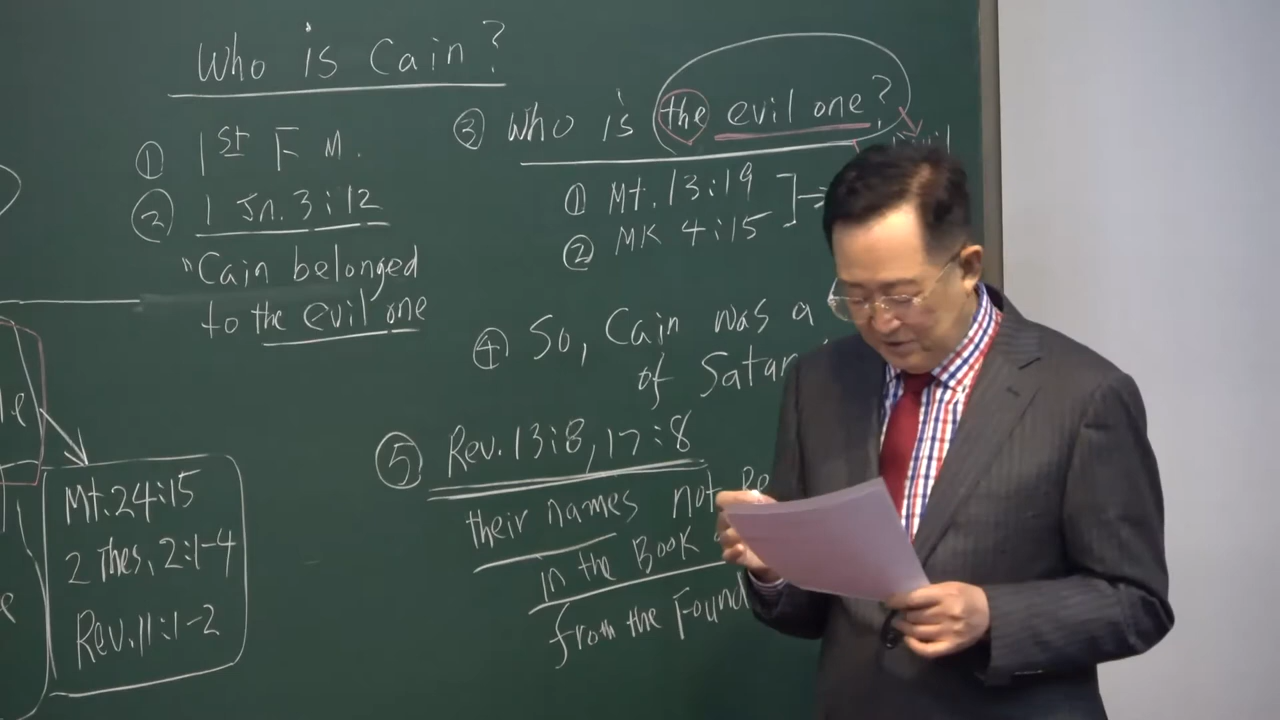 Who is Cain?
① 1st F M.
② 1 Jn. 3:12
"Cain belonged
to the evil one
③ Who is the evil one?
① Mt. 13:19
② MK 4:15
④ So, Cain was a
of Satan
⑤ Rev. 13:8, 17:8
their names not
in the Book
from the Found
Mt. 24:15
2 Thes, 2:1-4
Rev. 11:1-2